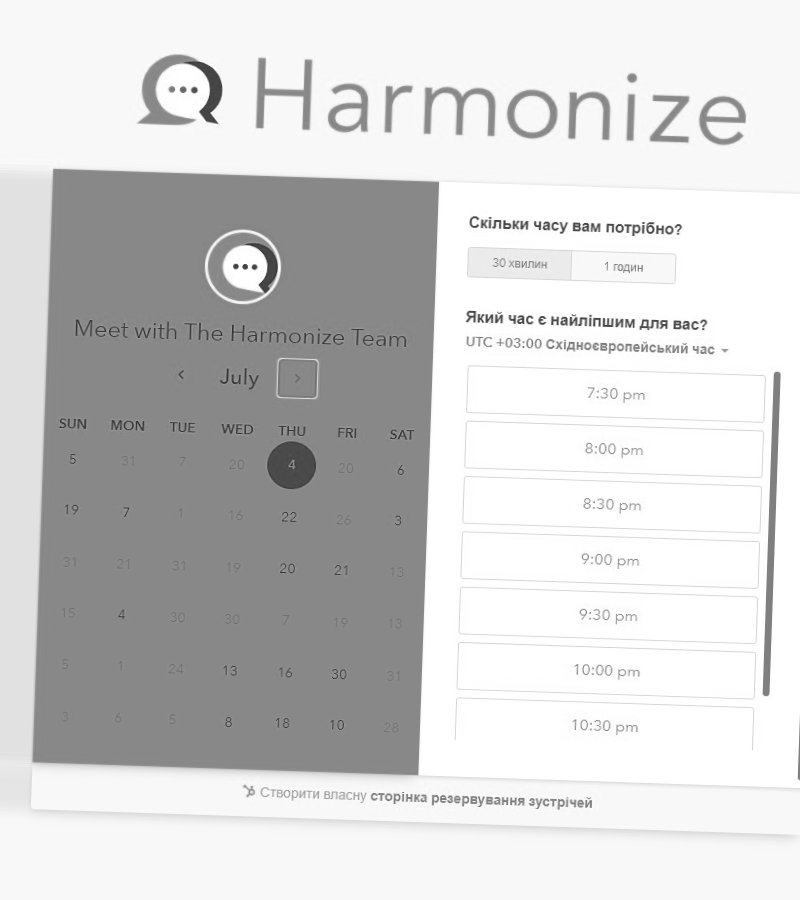 Harmonize
Meet with The Harmonize Team
July
SUN MON TUE WED THU FRI SAT
5 31 7 20 4 20 6
19 7 1 16 22 26 3
31 21 31 19 20 21 13
15 4 30 30 7 19 13
5 1 24 13 16 30 31
3 6 5 8 18 10 28
Скільки часу вам потрібно?
30 хвилин 1 годин
Який час є найліпшим для вас?
UTC +03:00 Східноєвропейський час
7:30 pm
8:00 pm
8:30 pm
9:00 pm
9:30 pm
10:00 pm
10:30 pm
Створити власну сторінка резервування зустрічей